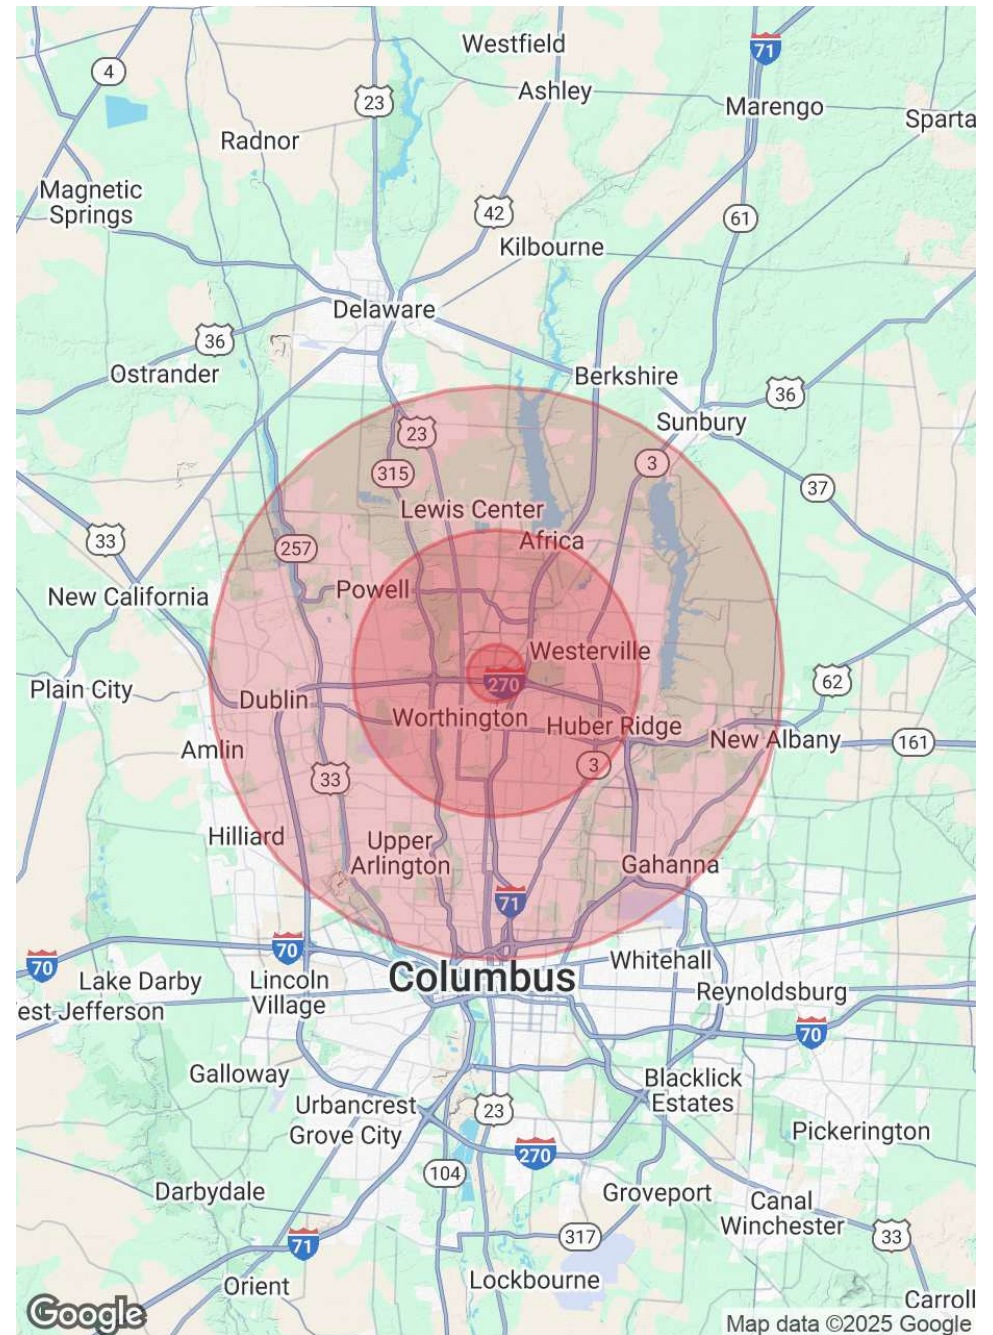 Westfield
71
4
Ashley
23
Marengo
Sparta
Radnor
Magnetic
Springs
42
61
Kilbourne
Delaware
36
Ostrander
Berkshire
36
Sunbury
23
3
315
37
Lewis Center
33
257
Africa
New California
Powell
Westerville
270
62
Plain City
Dublin
Worthington
Huber Ridge
New Albany
161
Amlin
3
33
Hilliard
Upper
Arlington
Gahanna
71
70
70
Whitehall
Columbus
Lake Darby
Lincoln
Village
Reynoldsburg
est Jefferson
70
Galloway
Blacklick
Estates
Urbancrest
23
Grove City
Pickerington
270
104
Darbydale
Groveport
Canal
Winchester
317
33
71
Orient
Lockbourne
Carroll
Google
Map data ©2025 Google